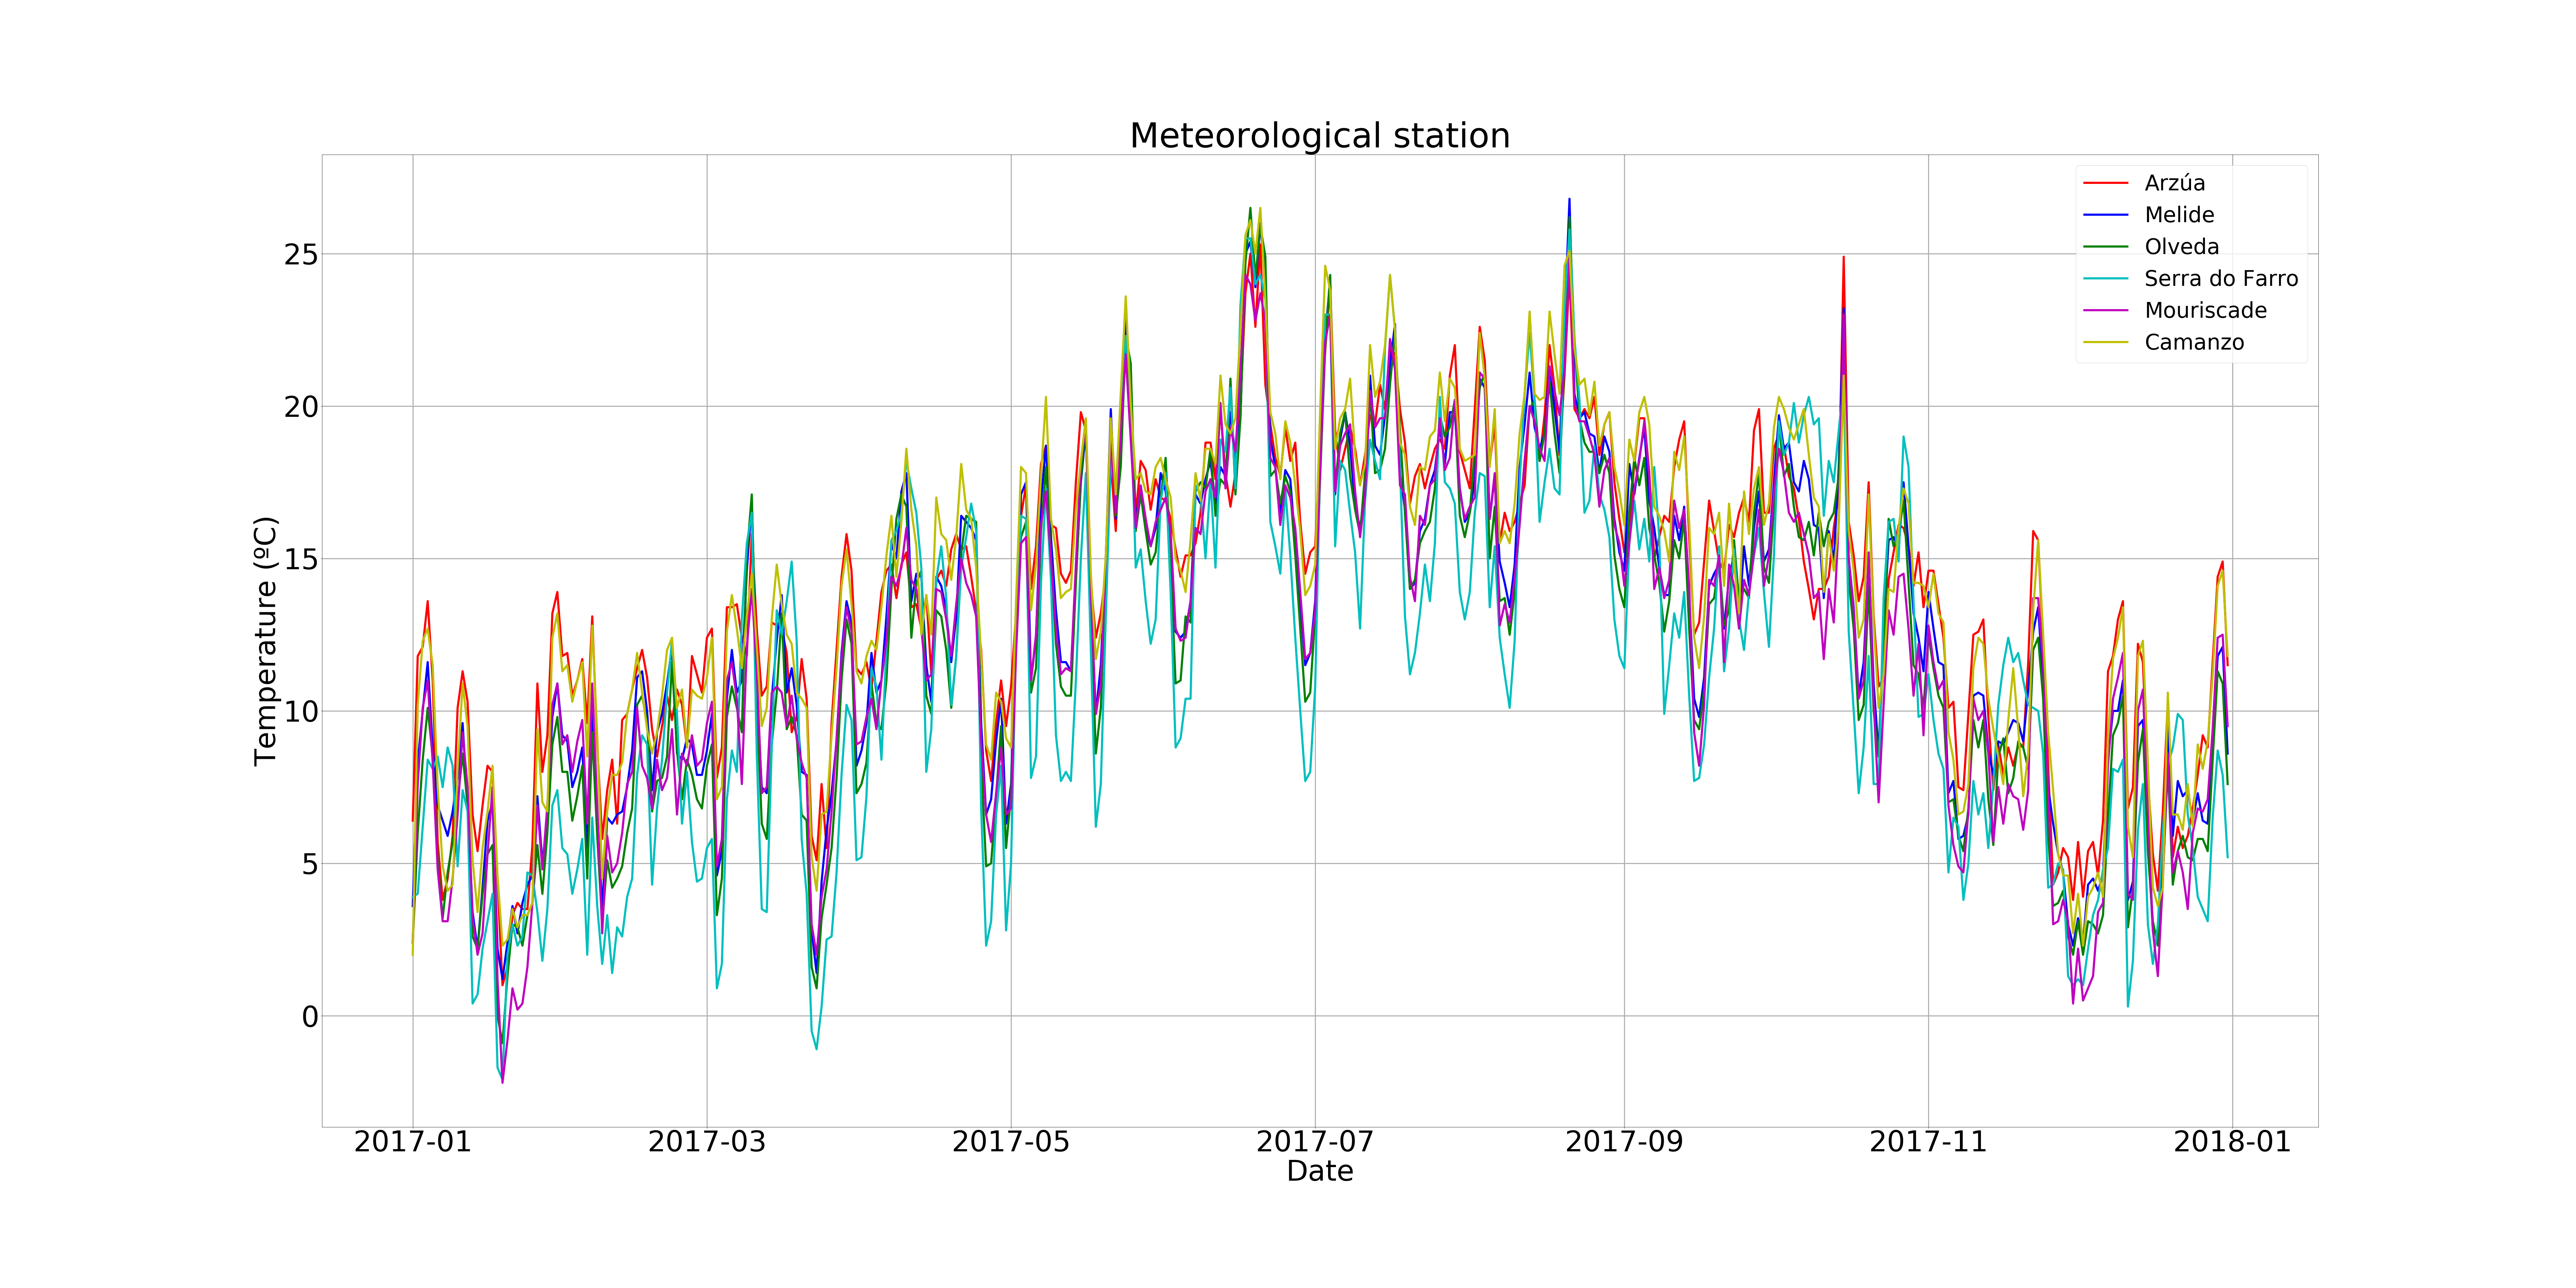 Meteorological station
Temperature (ºC)
25
20
15
10
5
0
Arzúa
Melide
Olveda
Serra do Farro
Mouriscade
Camanzo
2017-01 2017-03 2017-05 2017-07 2017-09 2017-11 2018-01
Date